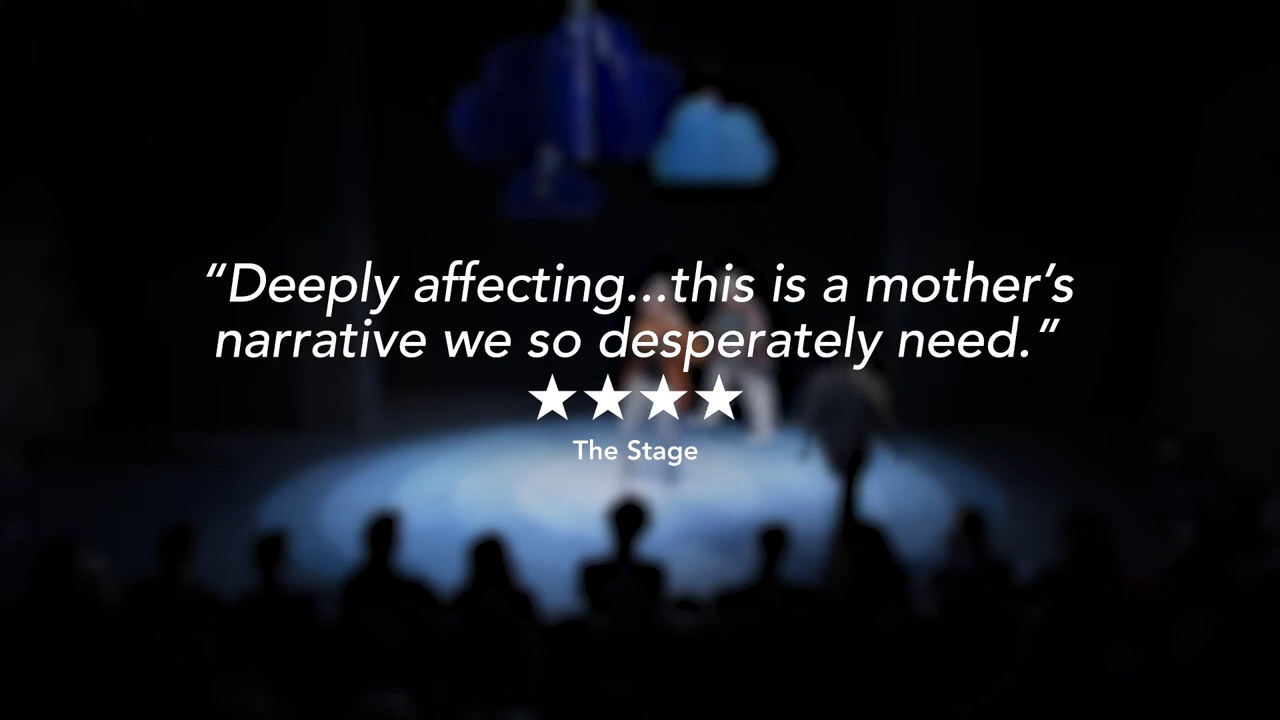 “Deeply affecting...this is a mother’s
narrative we so desperately need.”
★★★★
The Stage